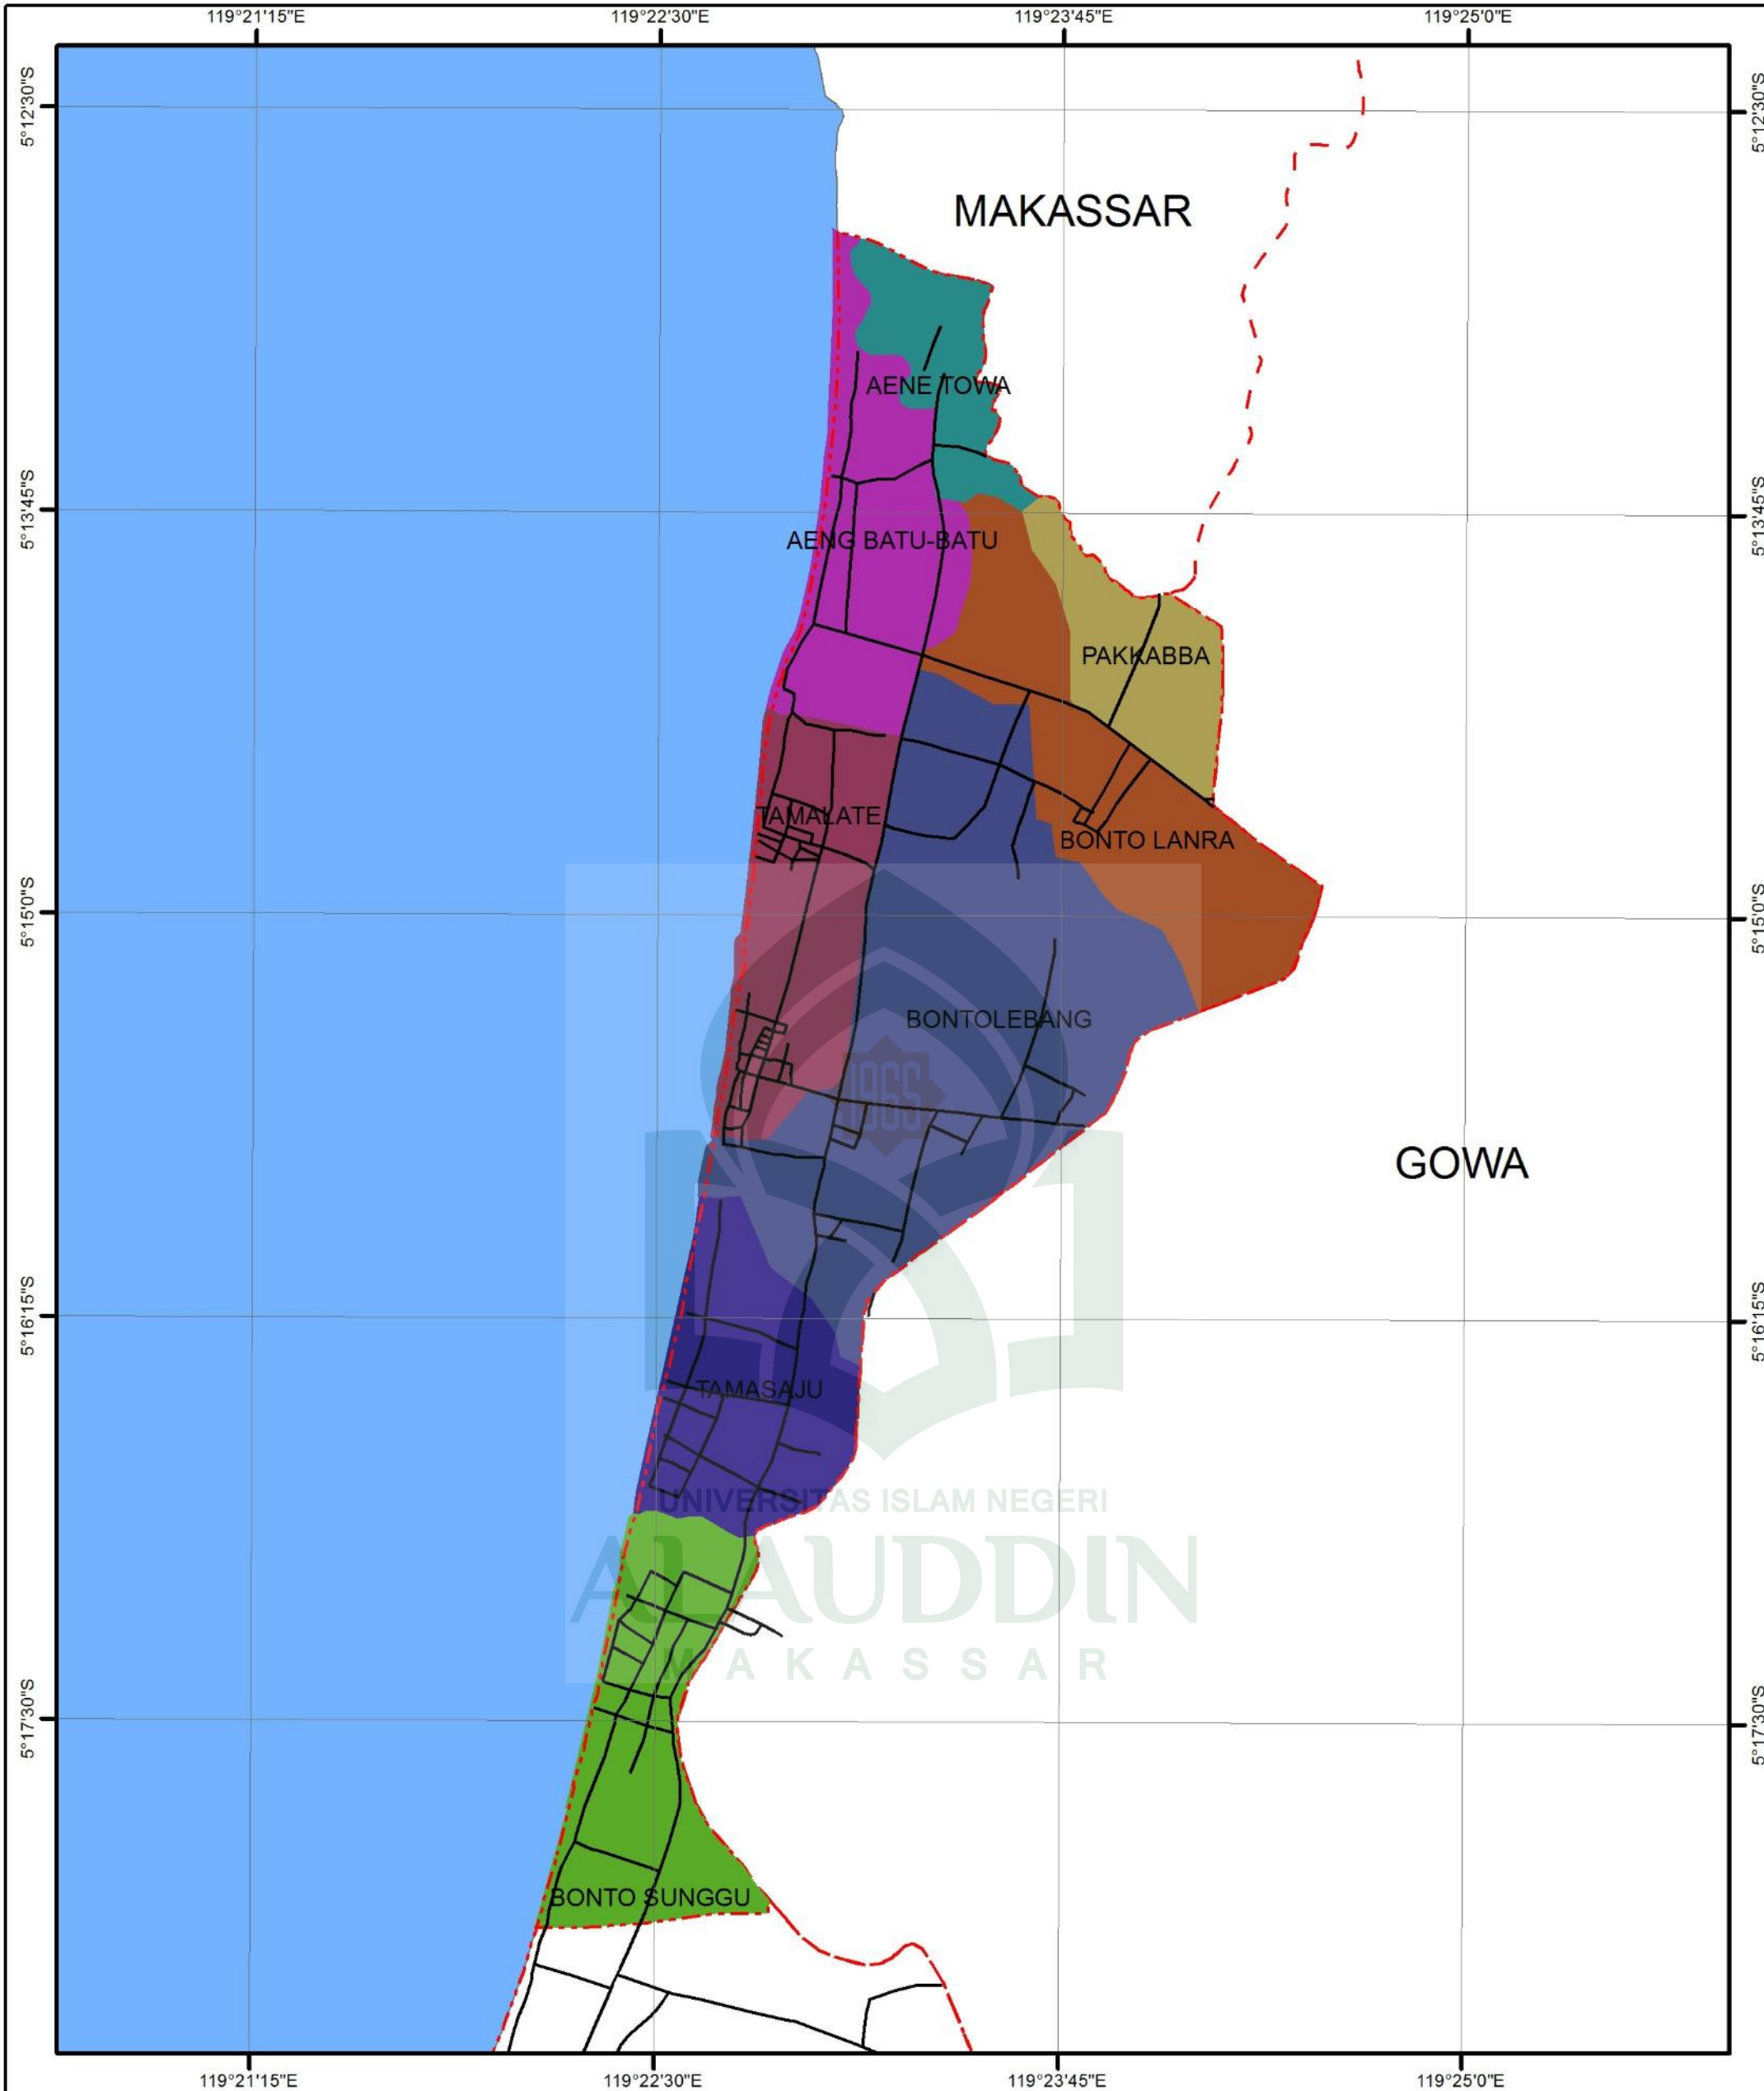 119°21'15"E
119°22'30"E
119°23'45"E
119°25'0"E
5°12'30"S
5°12'30"S
MAKASSAR
AENE TOWA
5°13'45"S
5°13'45"S
AENG BATU-BATU
PAKKABBA
TAMALATE
BONTO LANRA
5°15'0"S
5°15'0"S
BONTOLEBANG
1965
GOWA
5°16'15"S
5°16'15"S
TAMASAJU
UNIVERSITAS ISLAM NEGERI
ALAUDDIN
MAKASSAR
5°17'30"S
5°17'30"S
BONTO SUNGGU
119°21'15"E
119°22'30"E
119°23'45"E
119°25'0"E